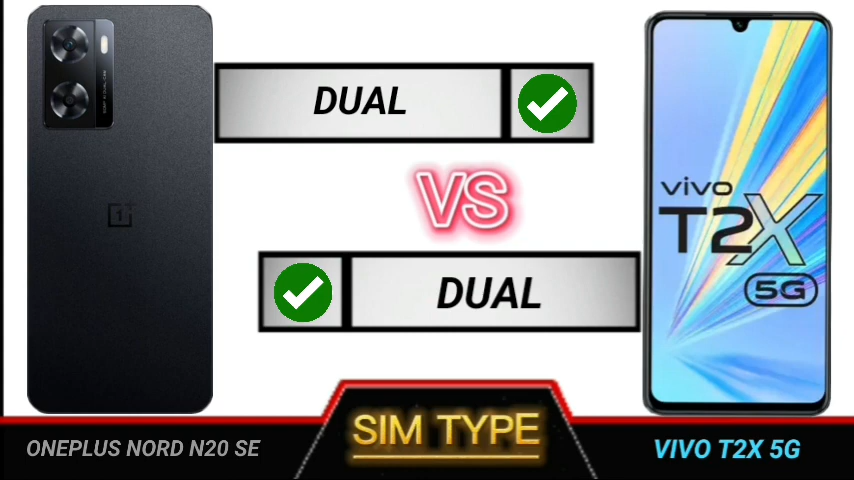 DUAL
VS
DUAL
vivo
T2X
5G
SIM TYPE
ONEPLUS NORD N20 SE
VIVO T2X 5G